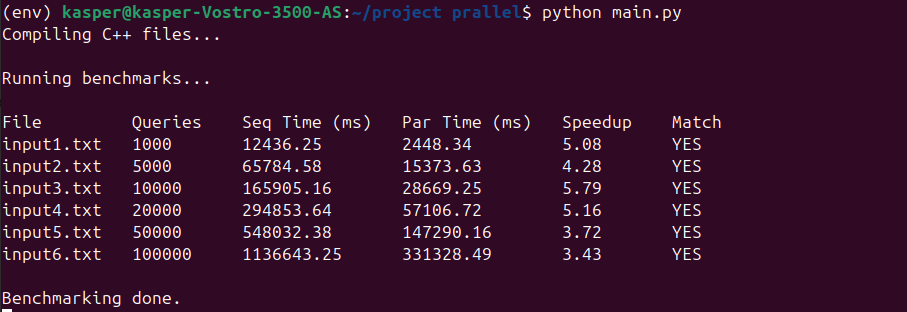 (env) kasper@kasper-Vostro-3500-AS:~/project prallel$ python main.py
Compiling C++ files...
Running benchmarks...
File Queries Seq Time (ms) Par Time (ms) Speedup Match
input1.txt 1000 12436.25 2448.34 5.08 YES
input2.txt 5000 65784.58 15373.63 4.28 YES
input3.txt 10000 165905.16 28669.25 5.79 YES
input4.txt 20000 294853.64 57106.72 5.16 YES
input5.txt 50000 548032.38 147290.16 3.72 YES
input6.txt 100000 1136643.25 331328.49 3.43 YES
Benchmarking done.